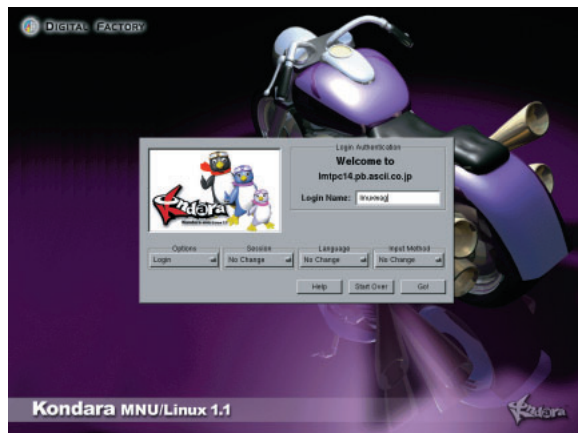 DIGITAL FACTORY
Login Authentication
Welcome to
lmtpc14.pb.ascii.co.jp
Login Name: linuxmag
Kondara
Options
Session
Language
Input Method
Login
No Change
No Change
No Change
Help
Start Over
Go!
Kondara MNU/Linux 1.1
Kondara